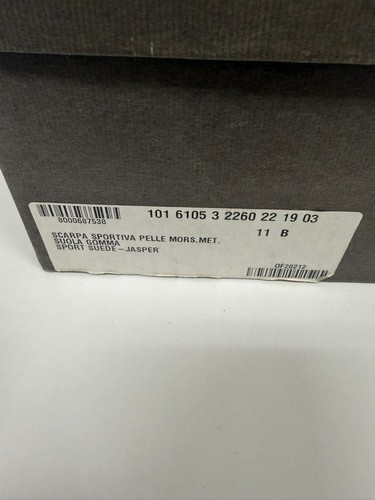 101 6105 3 2260 22 19 03
8000687538
11 B
SCARPA SPORTIVA PELLE MORS.MET.
SUOLA GOMMA
SPORT SUEDE-JASPER
OF28212